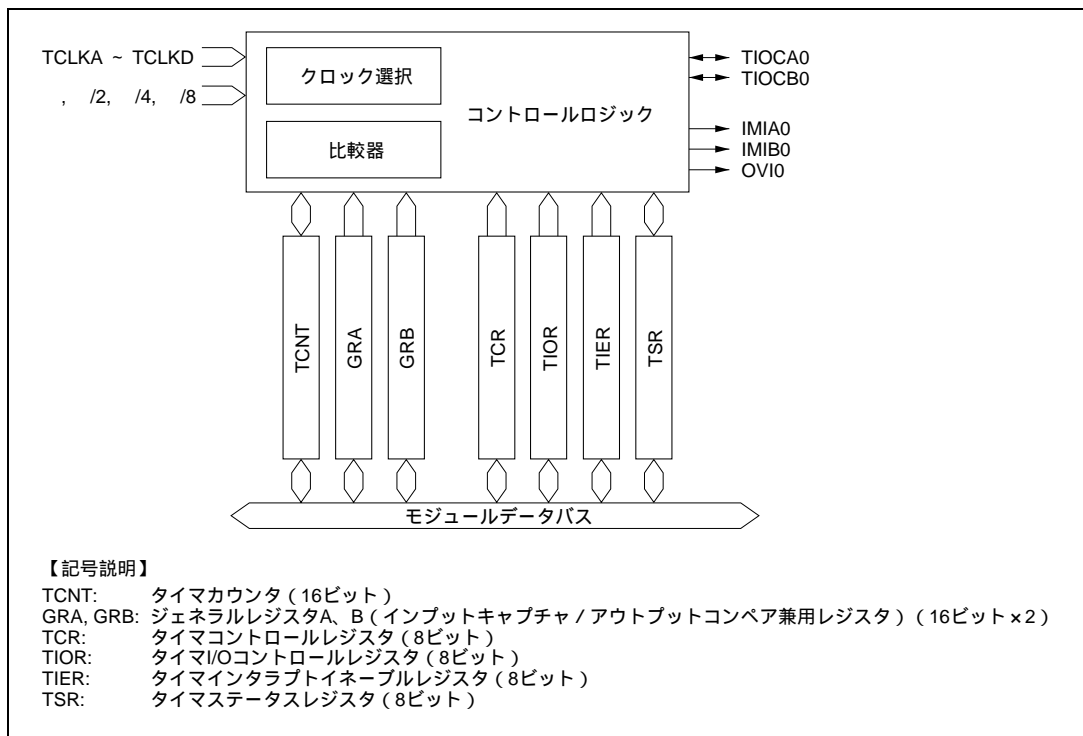 TCLKA ~ TCLKD
, /2, /4, /8
クロック選択
比較器
コントロールロジック
TIOCA0
TIOCB0
IMIA0
IMIB0
OVI0
TCNT
GRA
GRB
TCR
TIOR
TIER
TSR
モジュールデータバス
【記号説明】
TCNT: タイマカウンタ(16ビット)
GRA, GRB: ジェネラルレジスタA、B(インプットキャプチャ/アウトプットコンペア兼用レジスタ)(16ビット×2)
TCR: タイマコントロールレジスタ(8ビット)
TIOR: タイマI/Oコントロールレジスタ(8ビット)
TIER: タイマインタラプトイネーブルレジスタ(8ビット)
TSR: タイマステータスレジスタ(8ビット)